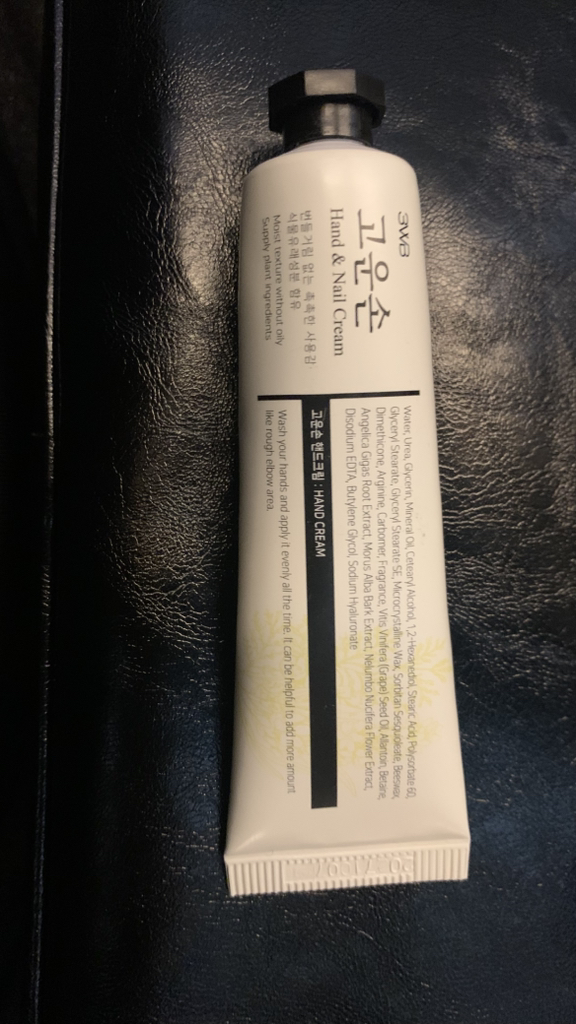 3WB
고운손
Hand & Nail Cream
번들거림 없는 촉촉한 사용감
식물유래성분 함유
Moist texture without oily
Supply plant ingredients
Water, Urea, Glycerin, Mineral Oil, Cetearyl Alcohol, 1,2-Hexanediol, Stearic Acid, Polysorbate 60,
Glyceryl Stearate, Glyceryl Stearate SE, Microcrystalline Wax, Sorbitan Sesquioleate, Beeswax,
Dimethicone, Arginine, Carbomer, Fragrance, Vitis Vinifera (Grape) Seed Oil, Allantoin, Betaine,
Angelica Gigas Root Extract, Morus Alba Bark Extract, Nelumbo Nucifera Flower Extract,
Disodium EDTA, Butylene Glycol, Sodium Hyaluronate
고운손 핸드크림 : HAND CREAM
Wash your hands and apply it evenly all the time. It can be helpful to add more amount
like rough elbow area.